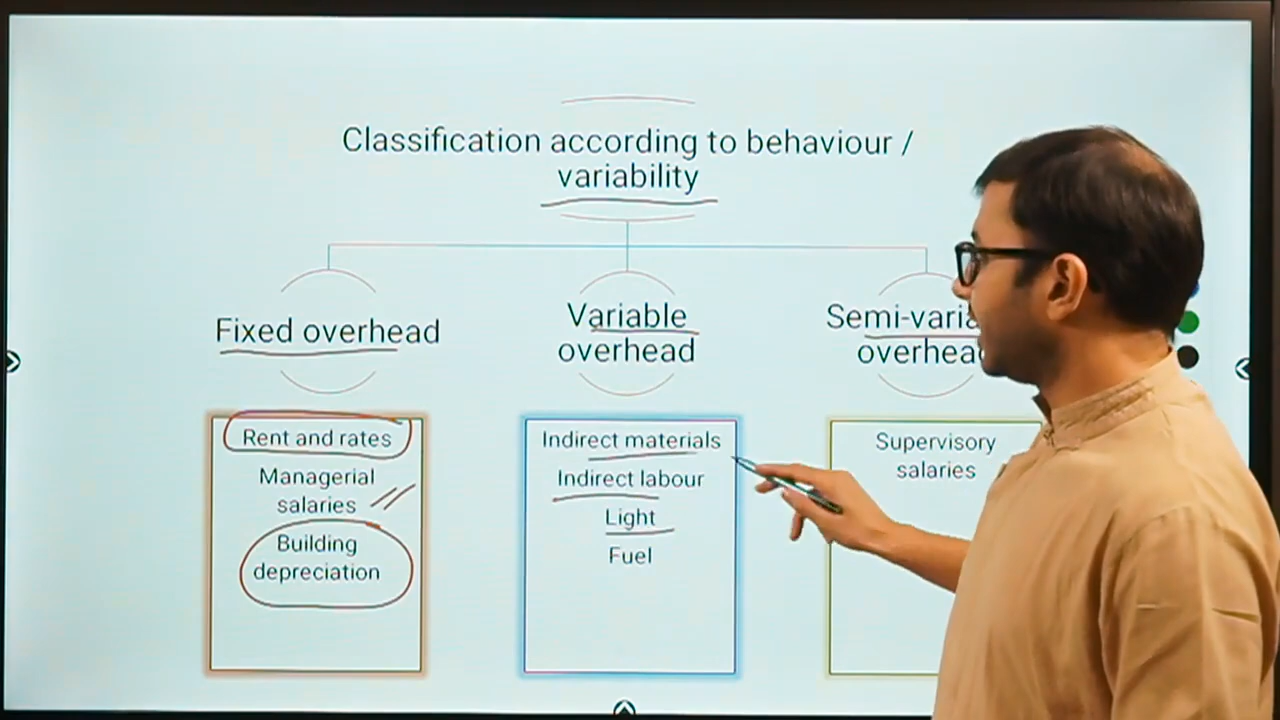 Classification according to behaviour /
variability
Fixed overhead
Variable
overhead
Rent and rates
Managerial
salaries
Building
depreciation
Indirect materials
Indirect labour
Light
Fuel
Supervisory
salaries